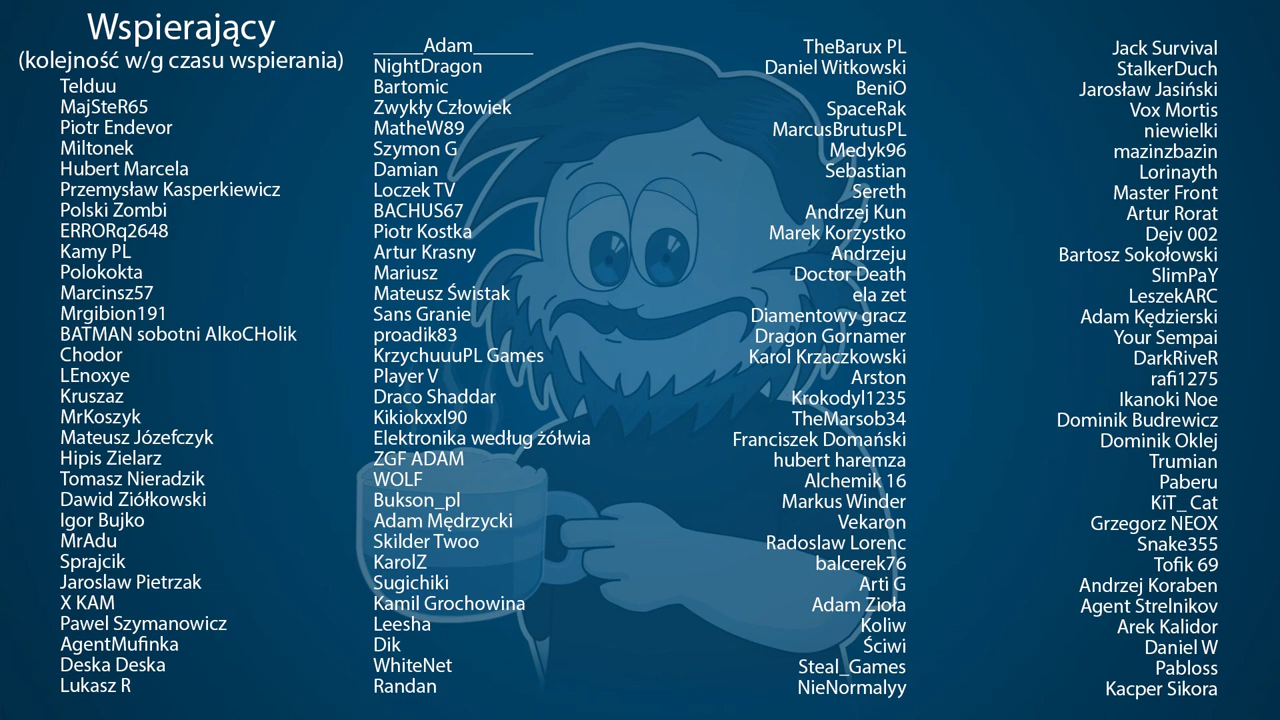 Wspierający
(kolejność w/g czasu wspierania)
Telduu
MajSteR65
Piotr Endevor
Miltonek
Hubert Marcela
Przemysław Kasperkiewicz
Polski Zombi
ERRORq2648
Kamy PL
Polokokta
Marcinsz57
Mrgibion191
BATMAN sobotni AlkoCHolik
Chodor
LEnoxye
Kruszaz
MrKoszyk
Mateusz Józefczyk
Hipis Zielarz
Tomasz Nieradzik
Dawid Ziółkowski
Igor Bujko
MrAdu
Sprajcik
Jaroslaw Pietrzak
X KAM
Pawel Szymanowicz
AgentMufinka
Deska Deska
Lukasz R
_____Adam______
NightDragon
Bartomic
Zwykły Człowiek
MatheW89
Szymon G
Damian
Loczek TV
BACHUS67
Piotr Kostka
Artur Krasny
Mariusz
Mateusz Świstak
Sans Granie
proadik83
KrzychuuuPL Games
Player V
Draco Shaddar
Kikiokxxl90
Elektronika według żółwia
ZGF ADAM
WOLF
Bukson_pl
Adam Mędrzycki
Skilder Twoo
KarolZ
Sugichiki
Kamil Grochowina
Leesha
Dik
WhiteNet
Randan
TheBarux PL
Daniel Witkowski
BeniO
SpaceRak
MarcusBrutusPL
Medyk96
Sebastian
Sereth
Andrzej Kun
Marek Korzystko
Andrzeju
Doctor Death
ela zet
Diamentowy gracz
Dragon Gornamer
Karol Krzaczkowski
Arston
Krokodyl1235
TheMarsob34
Franciszek Domański
hubert haremza
Alchemik 16
Markus Winder
Vekaron
Radoslaw Lorenc
balcerek76
Arti G
Adam Zioła
Koliw
Ściwi
Steal_Games
NieNormalyy
Jack Survival
StalkerDuch
Jarosław Jasiński
Vox Mortis
niewielki
mazinzbazin
Lorinayth
Master Front
Artur Rorat
Dejv 002
Bartosz Sokołowski
SlimPaY
LeszekARC
Adam Kędzierski
Your Sempai
DarkRiveR
rafi1275
Ikanoki Noe
Dominik Budrewicz
Dominik Oklej
Trumian
Paberu
KiT_ Cat
Grzegorz NEOX
Snake355
Tofik 69
Andrzej Koraben
Agent Strelnikov
Arek Kalidor
Daniel W
Pabloss
Kacper Sikora